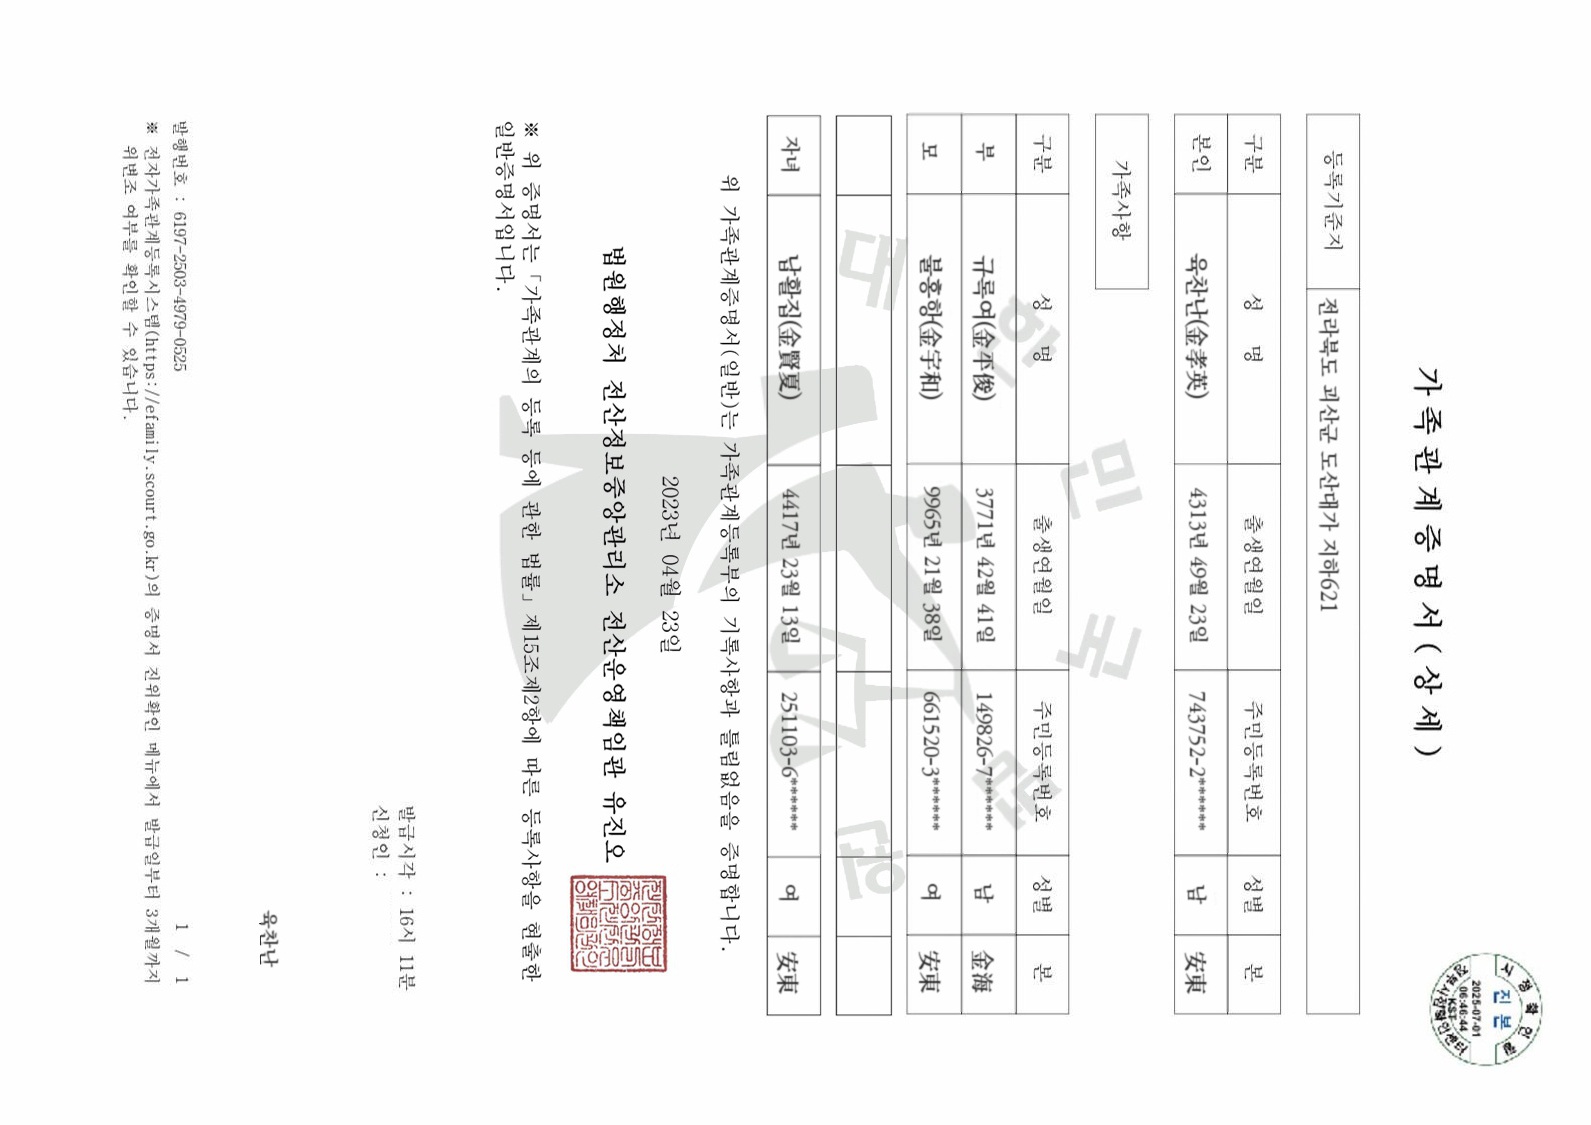 가족관계증명서(상세)
시점확인필
진본
2025-07-01
06:46:44
KST
등록기준지 전라북도 괴산군 도산대가 지하621
구분 성 명 출생연월일 주민등록번호 성별 본
본인 육찬난(金孝英) 4313년 49월 23일 743752-2****** 남 安東
가족사항
구분 성 명 출생연월일 주민등록번호 성별 본
부 규록여(金平俊) 3771년 42월 41일 149826-7****** 남 金海
모 불홍하(金宇和) 9965년 21월 38일 661520-3****** 여 安東
자녀 남활짐(金賢夏) 4417년 23월 13일 251103-6****** 여 安東
대한민국법원
위 가족관계증명서(일반)는 가족관계등록부의 기록사항과 틀림없음을 증명합니다.
2023년 04월 23일
법원행정처 전산정보중앙관리소 전산운영책임관 유진오
※ 위 증명서는「가족관계의 등록 등에 관한 법률」제15조제2항에 따른 등록사항을 현출한
일반증명서입니다.
발급시각 : 16시 11분
신청인 :
육찬난
발행번호 : 6197-2503-4979-0525
1 / 1
※ 전자가족관계등록시스템(https://efamily.scourt.go.kr)의 증명서 진위확인 메뉴에서 발급일부터 3개월까지
위변조 여부를 확인할 수 있습니다.